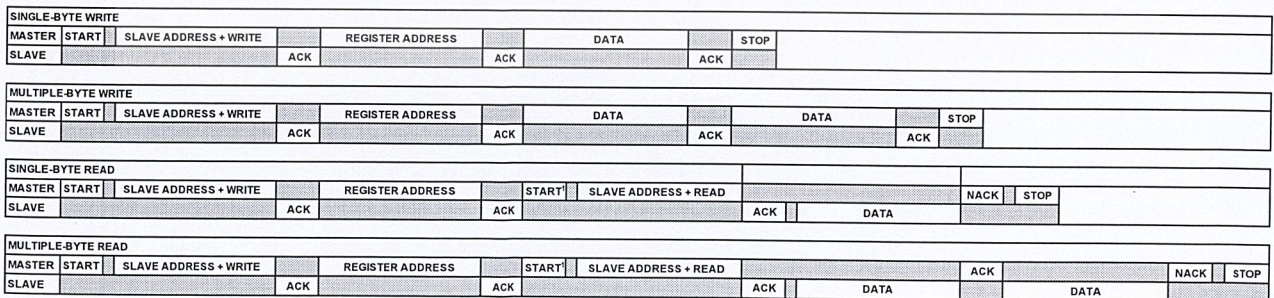 SINGLE-BYTE WRITE
MASTER START SLAVE ADDRESS + WRITE REGISTER ADDRESS DATA STOP
SLAVE ACK ACK ACK
MULTIPLE-BYTE WRITE
MASTER START SLAVE ADDRESS + WRITE REGISTER ADDRESS DATA DATA STOP
SLAVE ACK ACK ACK ACK
SINGLE-BYTE READ
MASTER START SLAVE ADDRESS + WRITE REGISTER ADDRESS START¹ SLAVE ADDRESS + READ NACK STOP
SLAVE ACK ACK ACK DATA
MULTIPLE-BYTE READ
MASTER START SLAVE ADDRESS + WRITE REGISTER ADDRESS START¹ SLAVE ADDRESS + READ ACK NACK STOP
SLAVE ACK ACK ACK DATA DATA